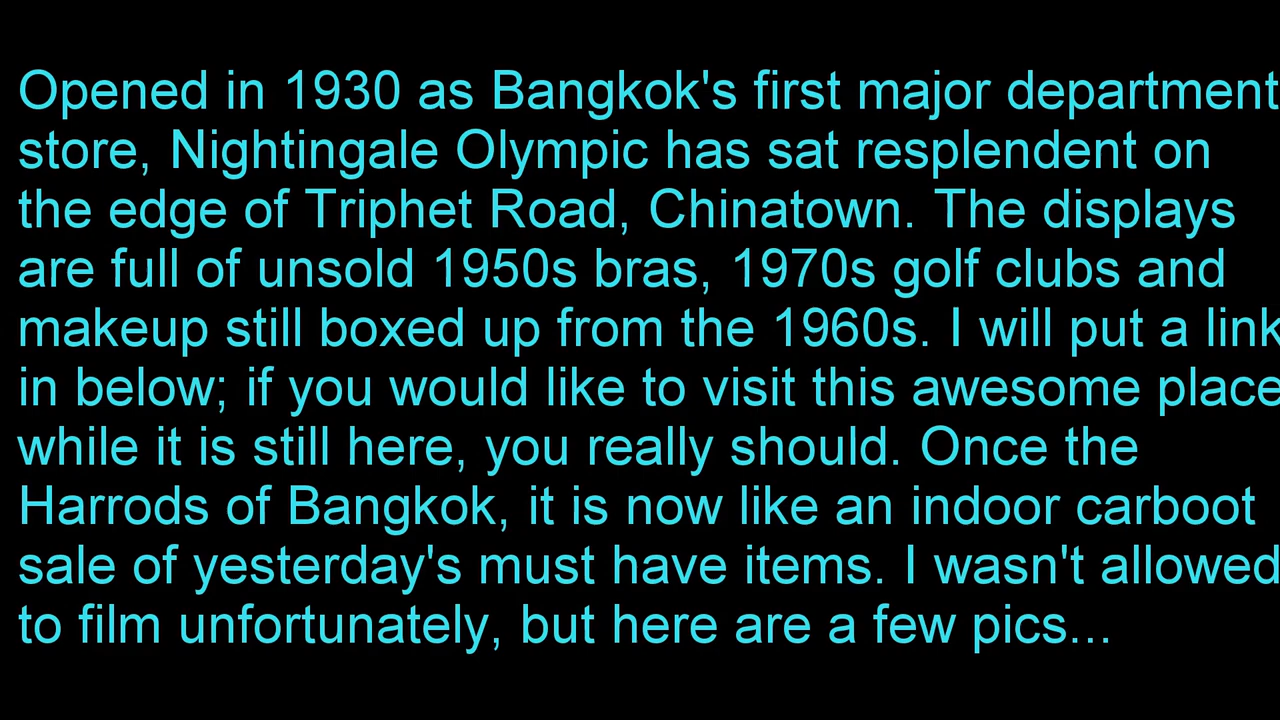 Opened in 1930 as Bangkok's first major department
store, Nightingale Olympic has sat resplendent on
the edge of Triphet Road, Chinatown. The displays
are full of unsold 1950s bras, 1970s golf clubs and
makeup still boxed up from the 1960s. I will put a link
in below; if you would like to visit this awesome place
while it is still here, you really should. Once the
Harrods of Bangkok, it is now like an indoor carboot
sale of yesterday's must have items. I wasn't allowed
to film unfortunately, but here are a few pics...